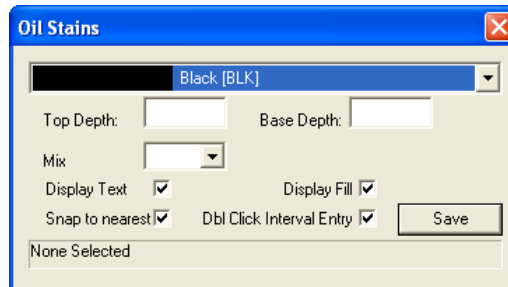 Oil Stains
Black [BLK]
Top Depth: Base Depth:
Mix
Display Text Display Fill
Snap to nearest Dbl Click Interval Entry Save
None Selected